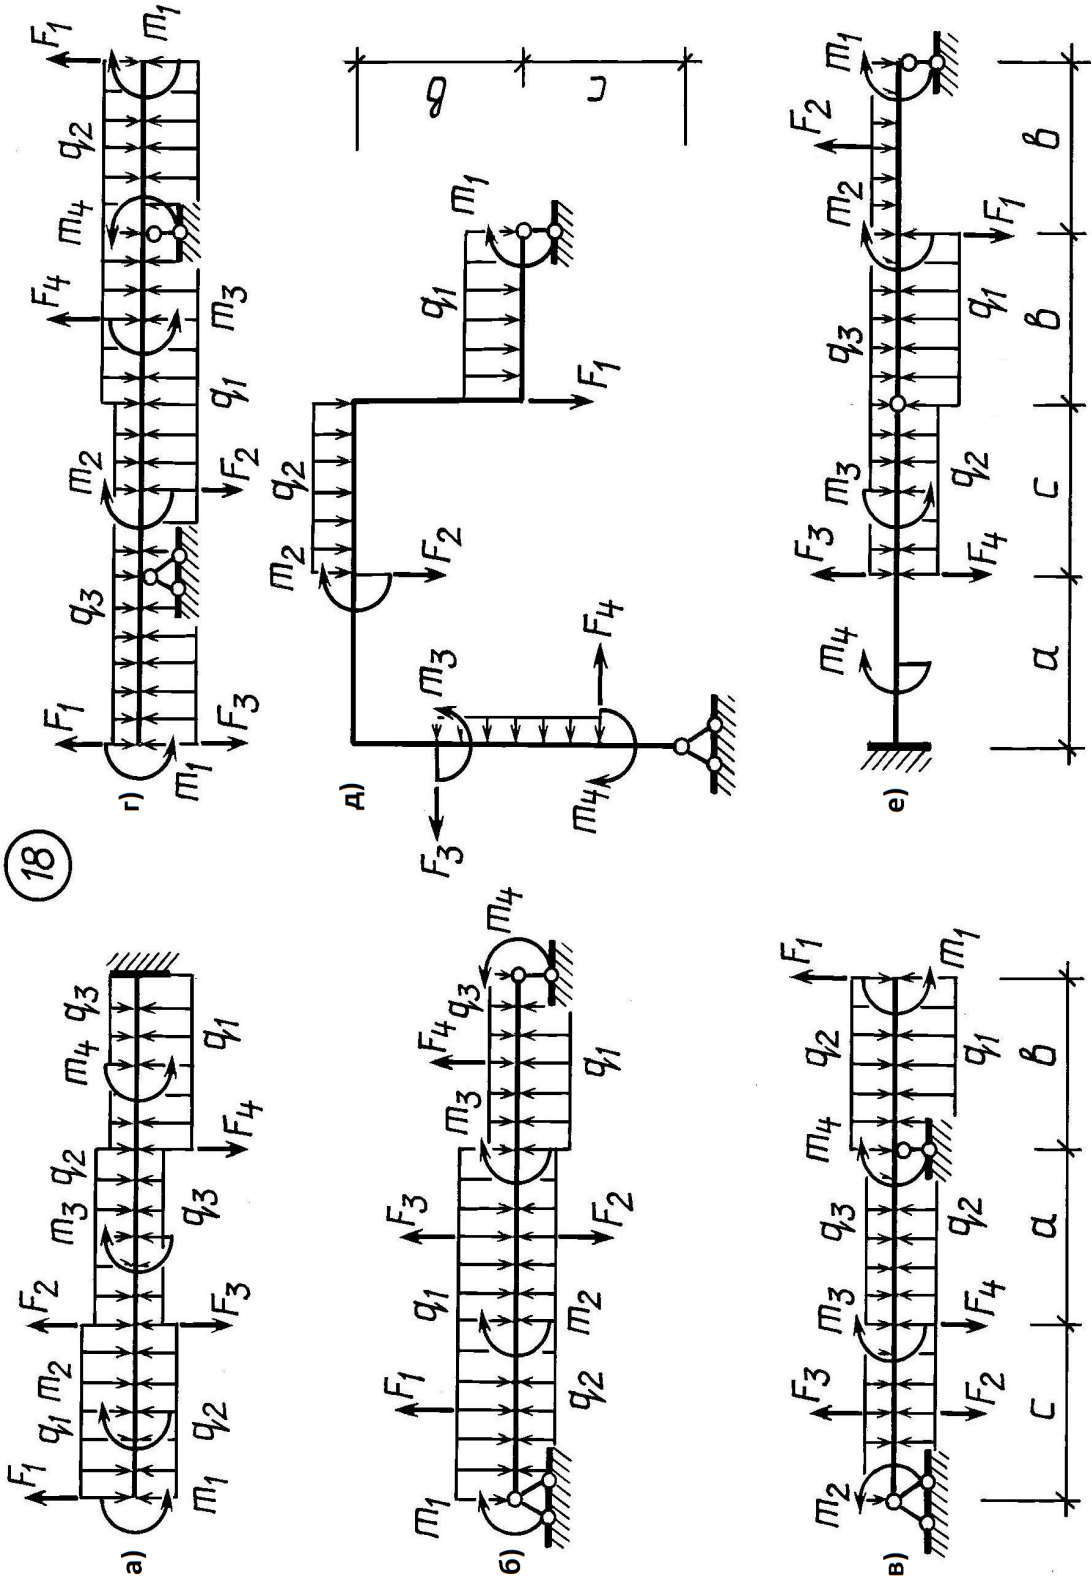 18
а)
F1 q1 m2 F2 m3 q2 m4 q3
m1 q2 F3 q3 F4 q1
б)
m1 F1 q1 F3 m3 F4 q3 m4
q2 m2 F2 q1
в)
m2 F3 m3 q3 m4 q2 F1
F2 F4 q2 q1 m1
c a в
г)
F1 q3 m2 F4 m4 q2 F1
m1 F3 F2 q1 m3 m1
д)
m2 q2
F3 m3 F2 q1 m1
m4 F4 F1
в
c
е)
m4 F3 m3 q3 m2 F2 m1
F4 q2 q1 F1
a c в в